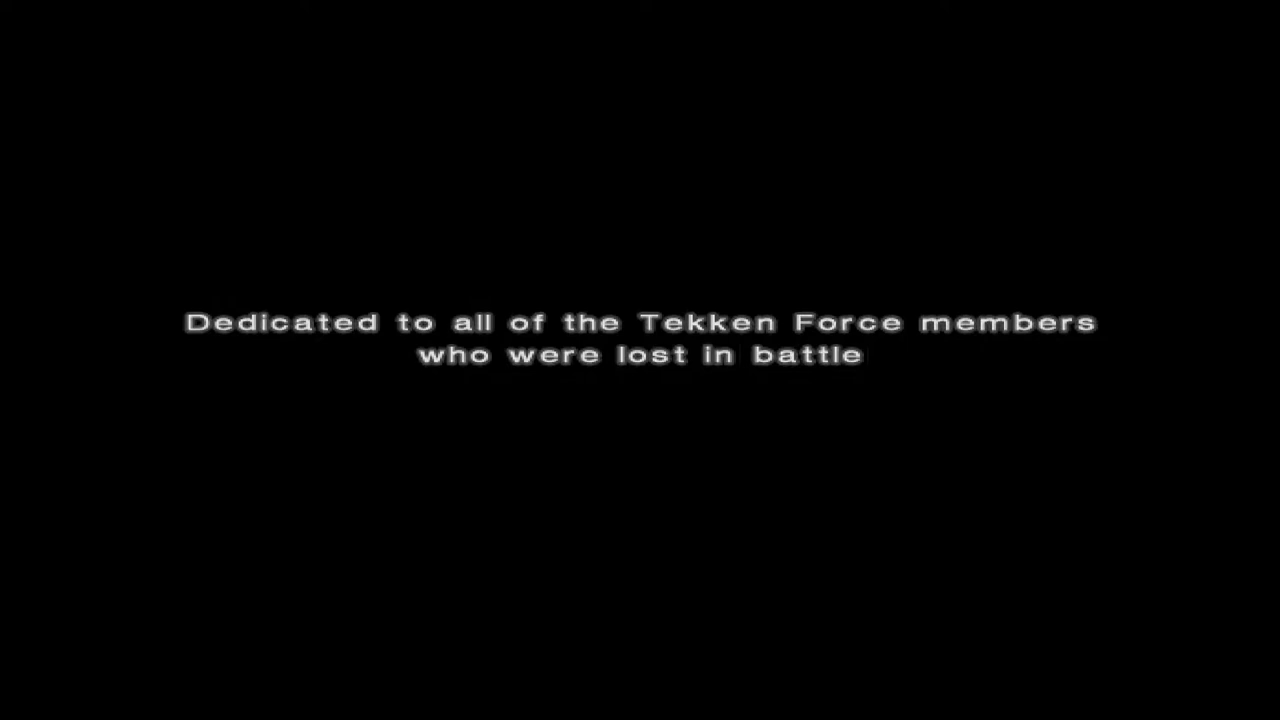 Dedicated to all of the Tekken Force members
who were lost in battle